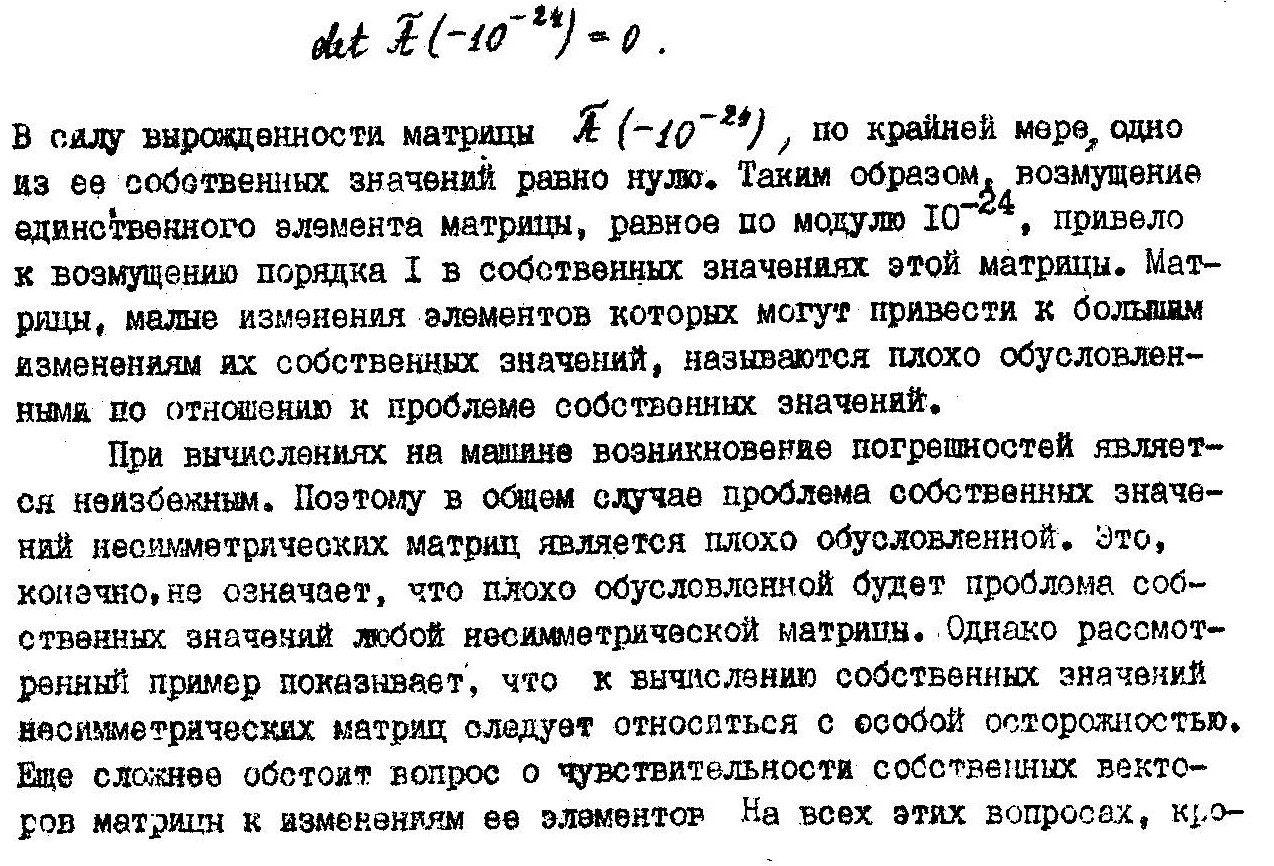 det Ã(-10⁻²⁴) = 0.
В силу вырожденности матрицы Ã(-10⁻²⁴), по крайней мере, одно
из ее собственных значений равно нулю. Таким образом, возмущение
единственного элемента матрицы, равное по модулю 10⁻²⁴, привело
к возмущению порядка I в собственных значениях этой матрицы. Мат-
рицы, малые изменения элементов которых могут привести к большим
изменениям их собственных значений, называются плохо обусловлен-
ными по отношению к проблеме собственных значений.
При вычислениях на машине возникновение погрешностей являет-
ся неизбежным. Поэтому в общем случае проблема собственных значе-
ний несимметрических матриц является плохо обусловленной. Это,
конечно, не означает, что плохо обусловленной будет проблема соб-
ственных значений любой несимметрической матрицы. Однако рассмот-
ренный пример показывает, что к вычислению собственных значений
несимметрических матриц следует относиться с особой осторожностью.
Еще сложнее обстоит вопрос о чувствительности собственных векто-
ров матрицы к изменениям ее элементов На всех этих вопросах, кро-